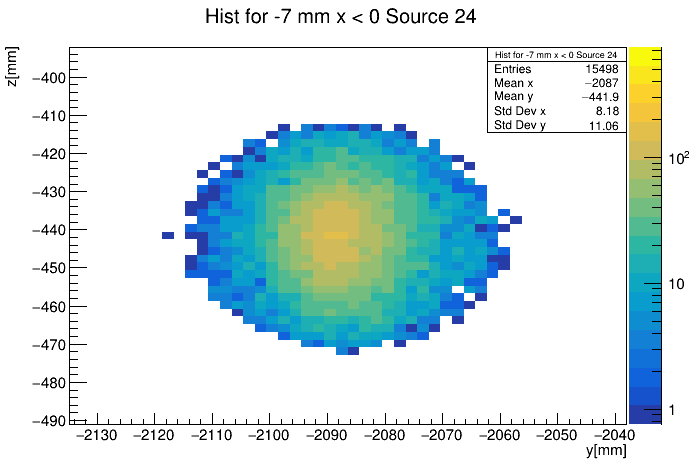 Hist for -7 mm x < 0 Source 24
z[mm]
Hist for -7 mm x < 0 Source 24
Entries 15498
Mean x −2087
Mean y −441.9
Std Dev x 8.18
Std Dev y 11.06
−400
−410
−420
−430
−440
−450
−460
−470
−480
−490
10²
10
1
−2130 −2120 −2110 −2100 −2090 −2080 −2070 −2060 −2050 −2040
y[mm]